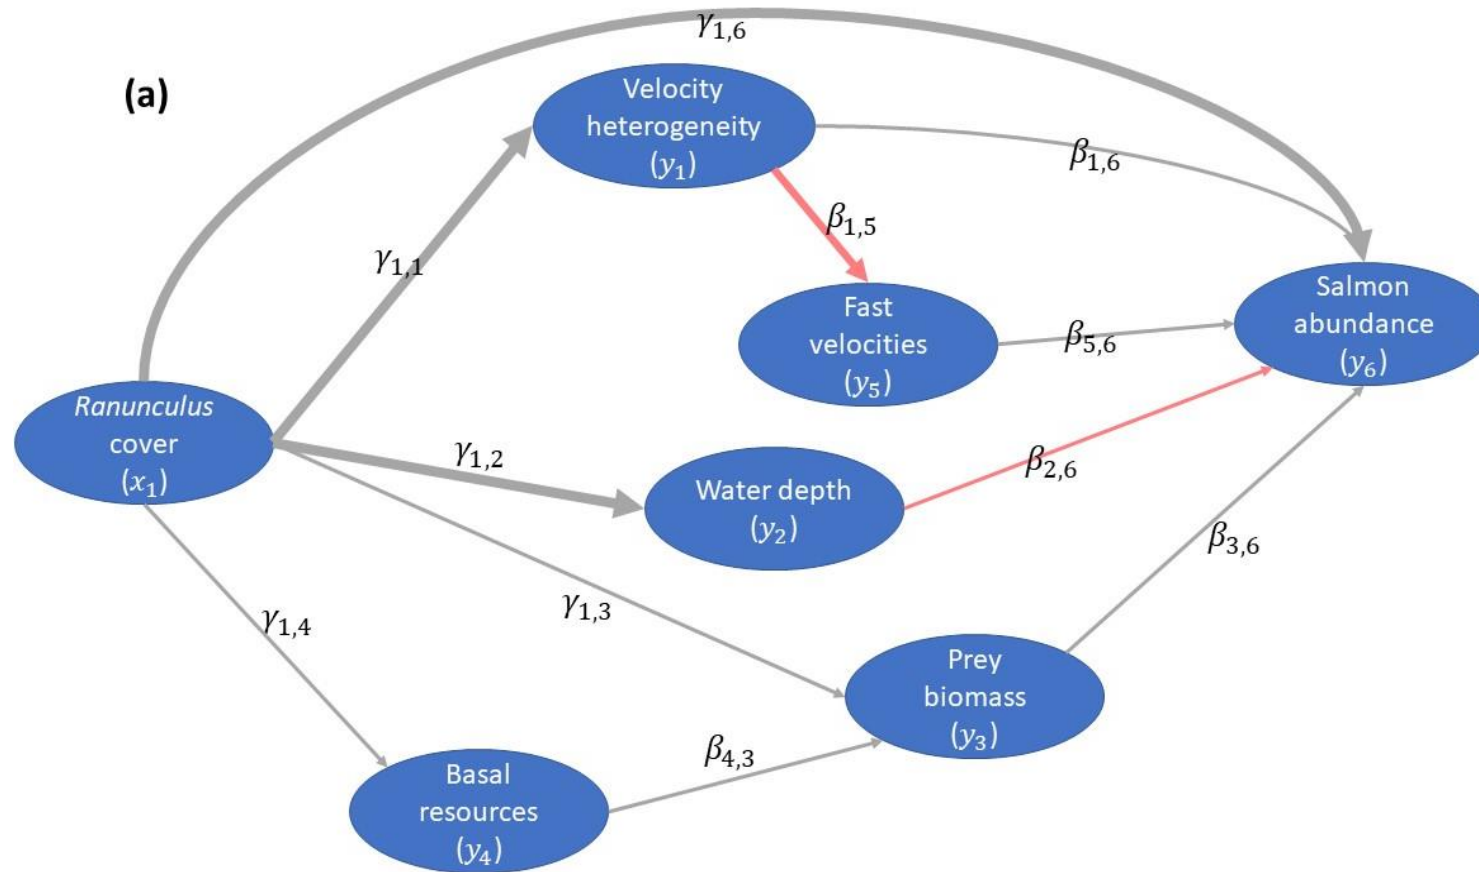 γ1,6
(a)
Velocity
heterogeneity
(y1)
β1,6
β1,5
γ1,1
Fast
velocities
(y5)
β5,6
Salmon
abundance
(y6)
Ranunculus
cover
(x1)
γ1,2
Water depth
(y2)
β2,6
β3,6
γ1,3
γ1,4
Prey
biomass
(y3)
β4,3
Basal
resources
(y4)